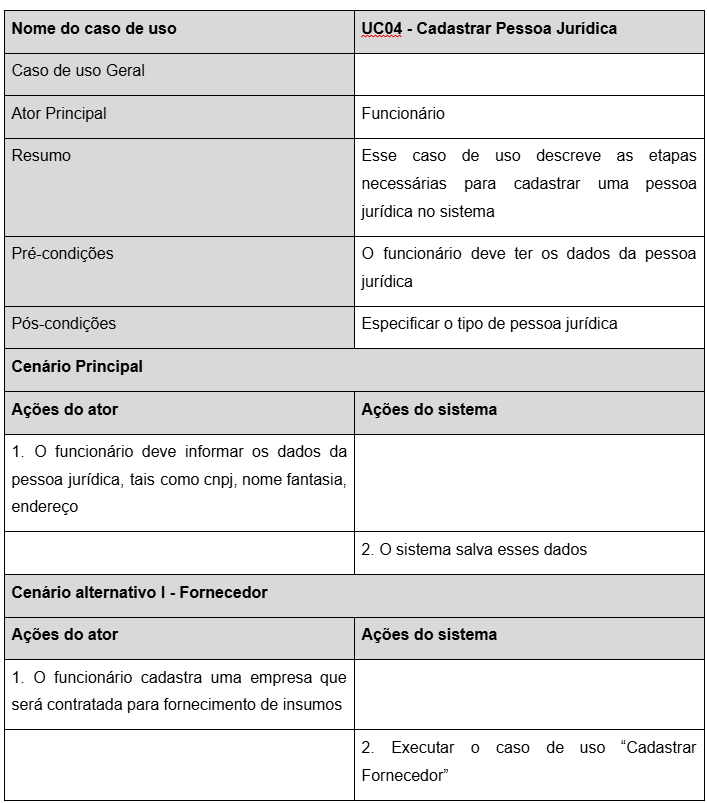 Nome do caso de uso
UC04 - Cadastrar Pessoa Jurídica
Caso de uso Geral
Ator Principal
Funcionário
Resumo
Esse caso de uso descreve as etapas
necessárias para cadastrar uma pessoa
jurídica no sistema
Pré-condições
O funcionário deve ter os dados da pessoa
jurídica
Pós-condições
Especificar o tipo de pessoa jurídica
Cenário Principal
Ações do ator
Ações do sistema
1. O funcionário deve informar os dados da
pessoa jurídica, tais como cnpj, nome fantasia,
endereço
2. O sistema salva esses dados
Cenário alternativo I - Fornecedor
Ações do ator
Ações do sistema
1. O funcionário cadastra uma empresa que
será contratada para fornecimento de insumos
2. Executar o caso de uso “Cadastrar
Fornecedor”